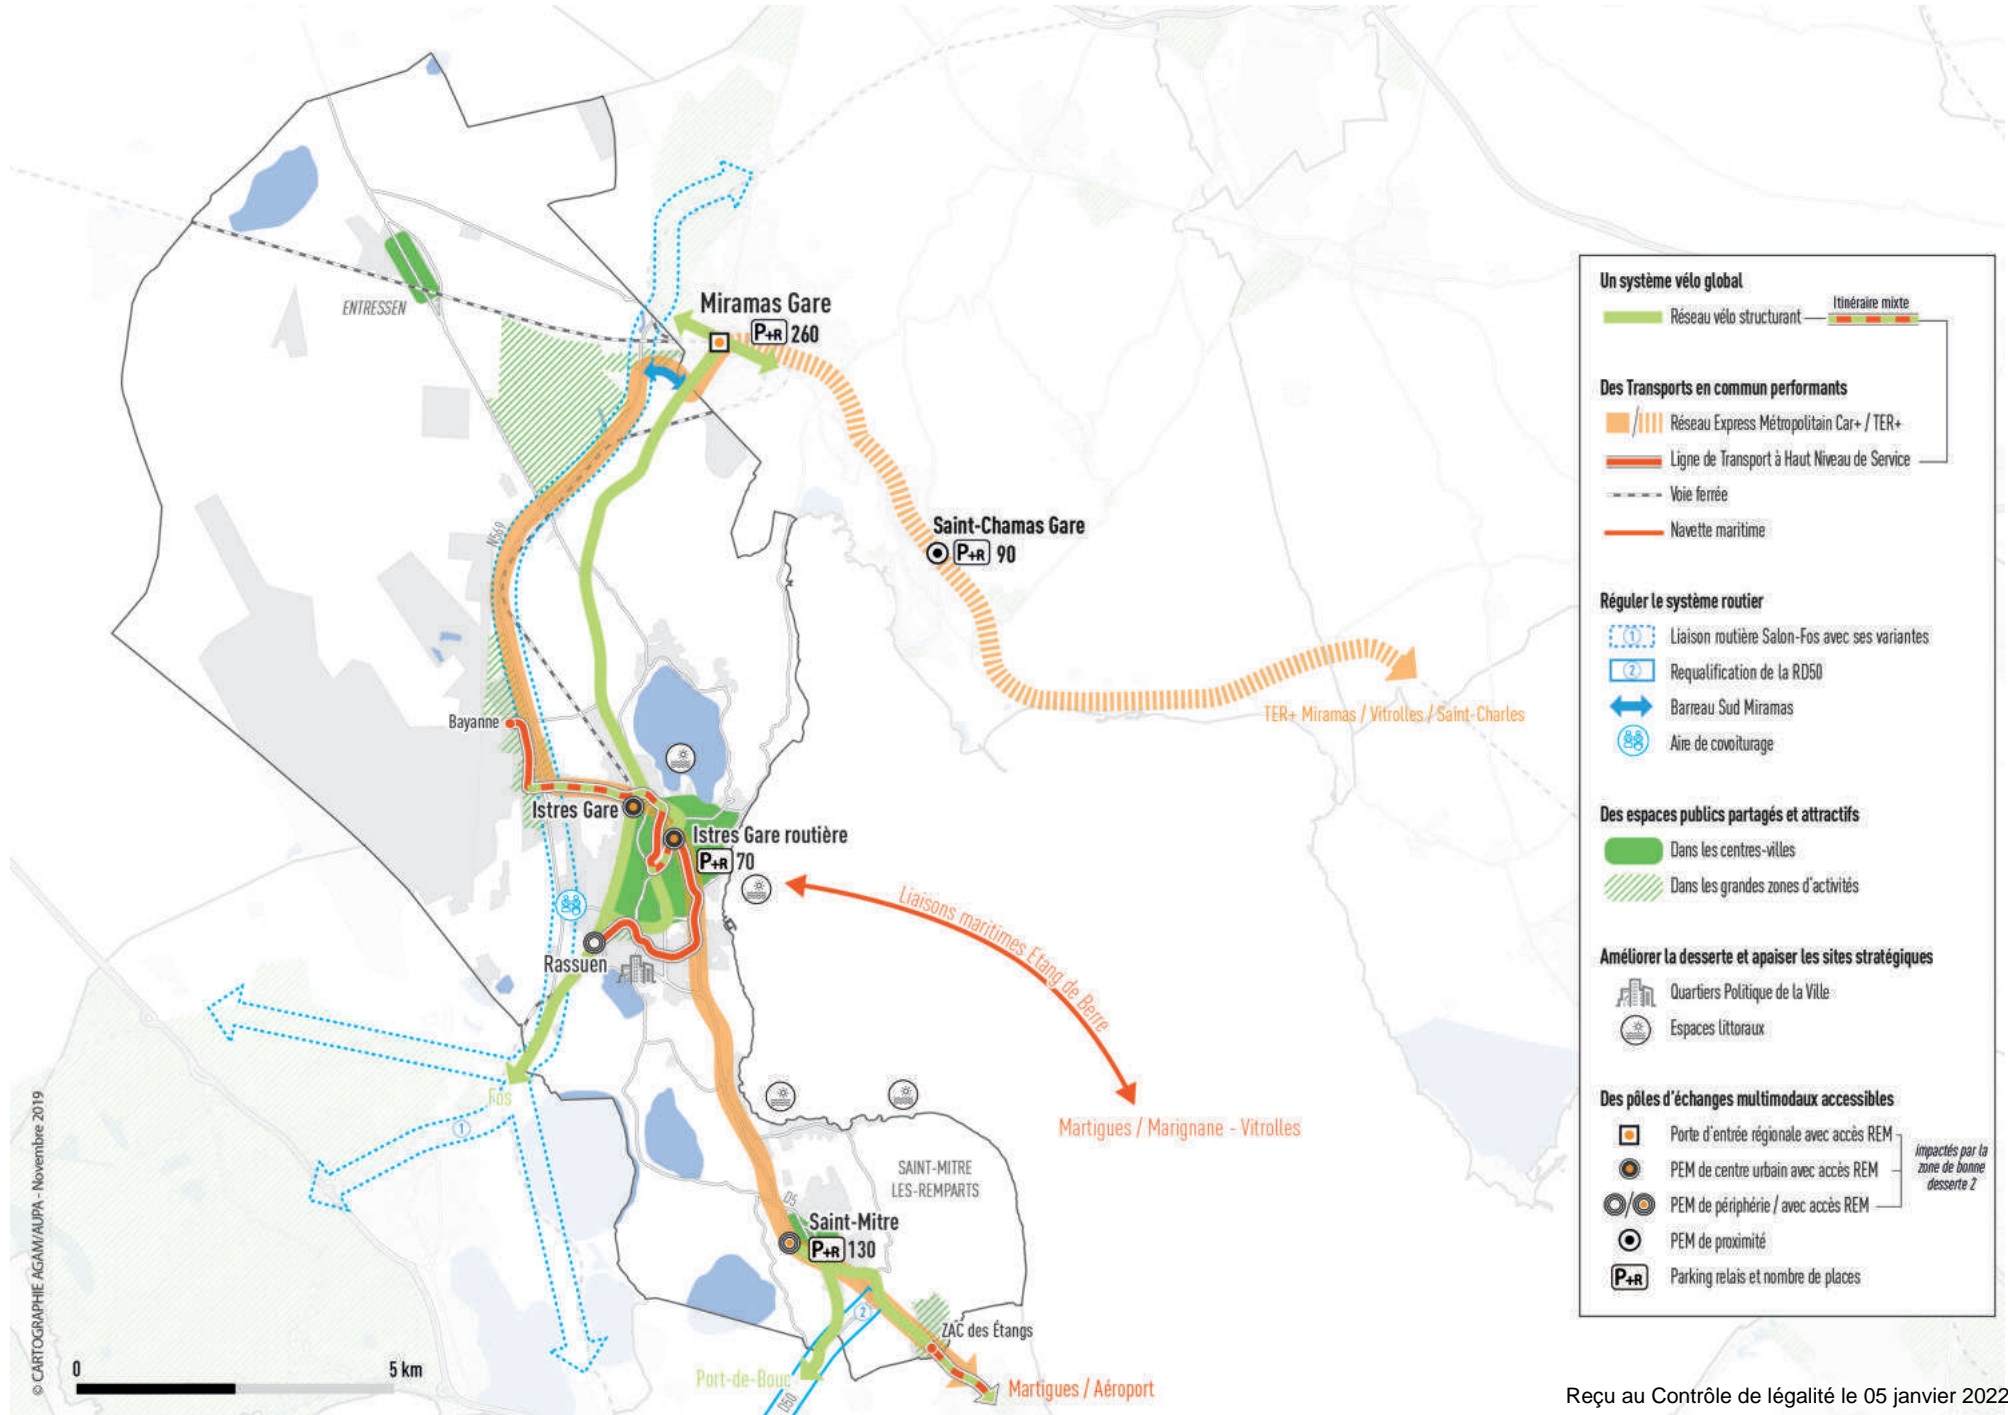 ENTRESSEN
Miramas Gare
P+R 260
N569
Saint-Chamas Gare
P+R 90
Bayanne
TER+ Miramas / Vitrolles / Saint-Charles
Istres Gare
Istres Gare routière
P+R 70
Liaisons maritimes Etang de Berre
Rassuen
Fos
1
Martigues / Marignane - Vitrolles
SAINT-MITRE
LES-REMPARTS
D5
Saint-Mitre
P+R 130
2
ZAC des Étangs
Port-de-Bouc
D50
Martigues / Aéroport
0 5 km
© CARTOGRAPHIE AGAM/AUPA - Novembre 2019
Un système vélo global
Itinéraire mixte
Réseau vélo structurant
Des Transports en commun performants
Réseau Express Métropolitain Car+ / TER+
Ligne de Transport à Haut Niveau de Service
Voie ferrée
Navette maritime
Réguler le système routier
1 Liaison routière Salon-Fos avec ses variantes
2 Requalification de la RD50
Barreau Sud Miramas
Aire de covoiturage
Des espaces publics partagés et attractifs
Dans les centres-villes
Dans les grandes zones d'activités
Améliorer la desserte et apaiser les sites stratégiques
Quartiers Politique de la Ville
Espaces littoraux
Des pôles d'échanges multimodaux accessibles
Porte d'entrée régionale avec accès REM
PEM de centre urbain avec accès REM
PEM de périphérie / avec accès REM
impactés par la
zone de bonne
desserte 2
PEM de proximité
P+R Parking relais et nombre de places
Reçu au Contrôle de légalité le 05 janvier 2022